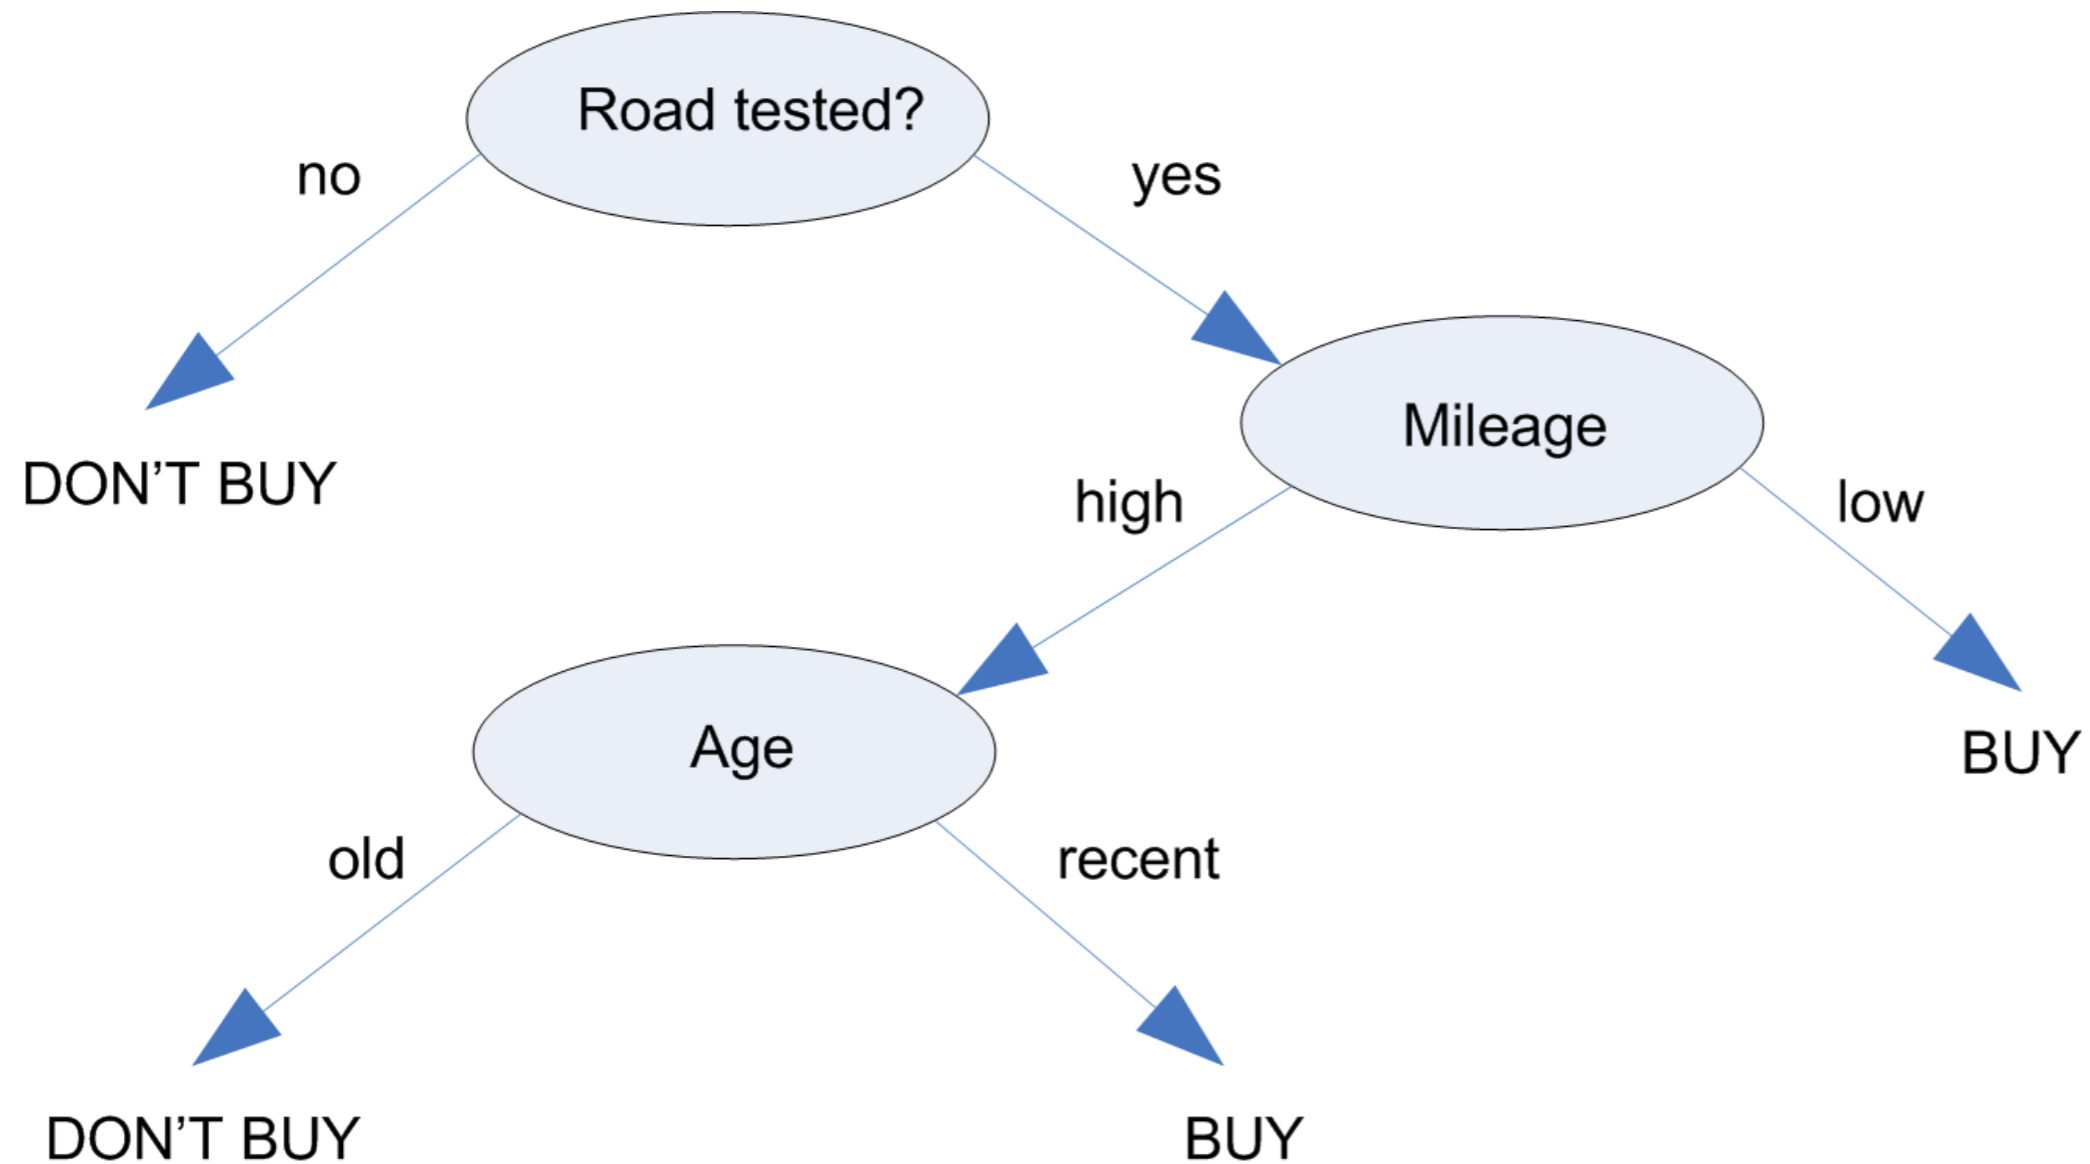 Road tested?
no
yes
DON’T BUY
Mileage
high
low
Age
BUY
old
recent
DON’T BUY
BUY